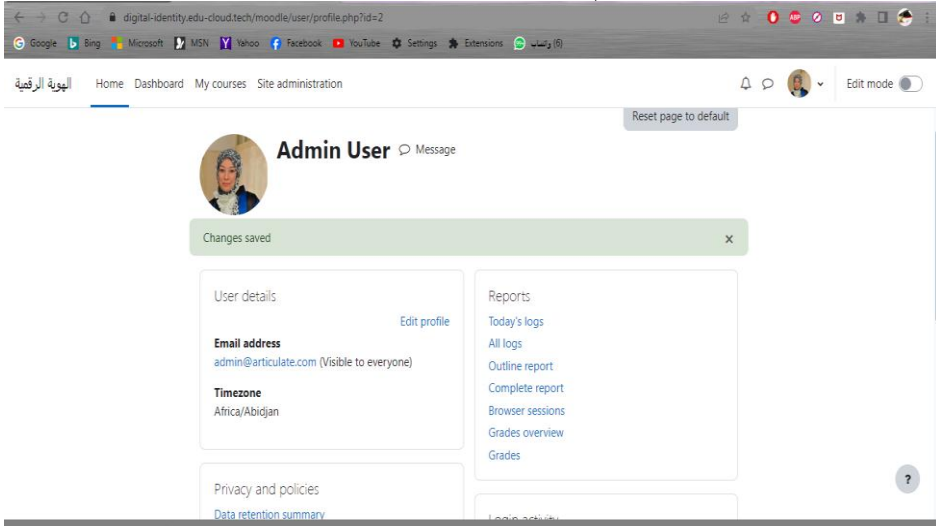 digital-identity.edu-cloud.tech/moodle/user/profile.php?id=2
Google Bing Microsoft MSN Yahoo Facebook YouTube Settings Extensions (6) واتساب
الهوية الرقمية Home Dashboard My courses Site administration Edit mode
Reset page to default
Admin User Message
Changes saved
User details
Edit profile
Email address
admin@articulate.com (Visible to everyone)
Timezone
Africa/Abidjan
Reports
Today's logs
All logs
Outline report
Complete report
Browser sessions
Grades overview
Grades
Privacy and policies
Data retention summary
Login activity
?